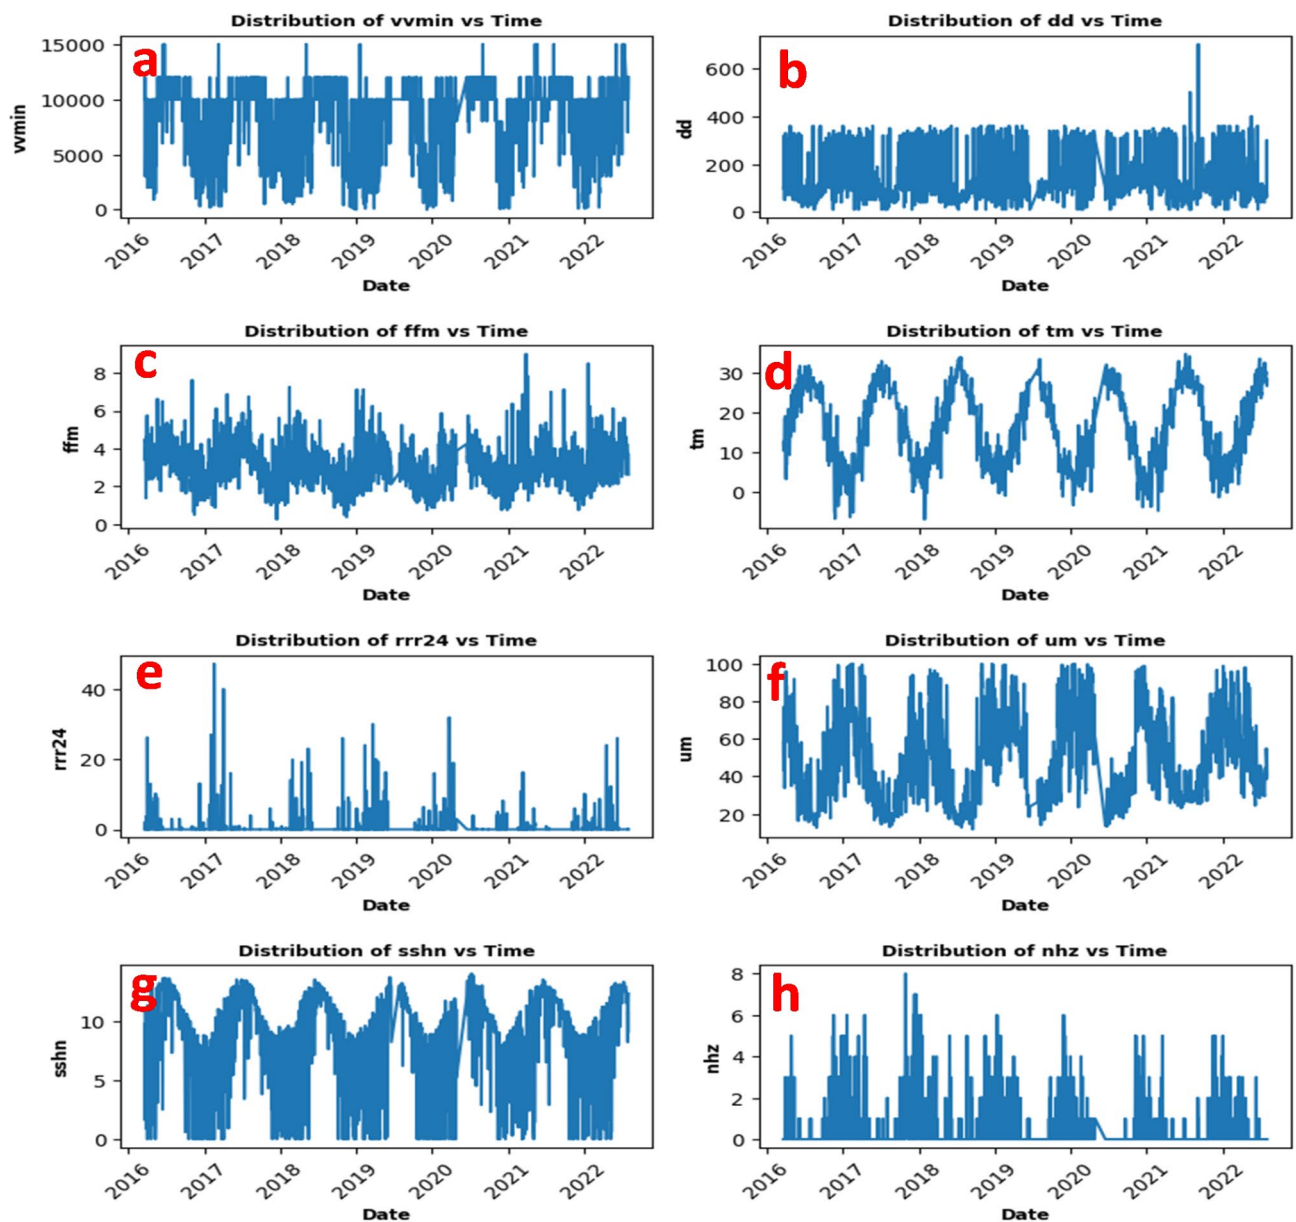 Distribution of vvmin vs Time
a
15000
10000
5000
0
vvmin
2016
2017
2018
2019
2020
2021
2022
Date
Distribution of dd vs Time
b
600
400
200
0
dd
2016
2017
2018
2019
2020
2021
2022
Date
Distribution of ffm vs Time
c
8
6
4
2
0
ffm
2016
2017
2018
2019
2020
2021
2022
Date
Distribution of tm vs Time
d
30
20
10
0
tm
2016
2017
2018
2019
2020
2021
2022
Date
Distribution of rrr24 vs Time
e
40
20
0
rrr24
2016
2017
2018
2019
2020
2021
2022
Date
Distribution of um vs Time
f
100
80
60
40
20
um
2016
2017
2018
2019
2020
2021
2022
Date
Distribution of sshn vs Time
g
10
5
0
sshn
2016
2017
2018
2019
2020
2021
2022
Date
Distribution of nhz vs Time
h
8
6
4
2
0
nhz
2016
2017
2018
2019
2020
2021
2022
Date